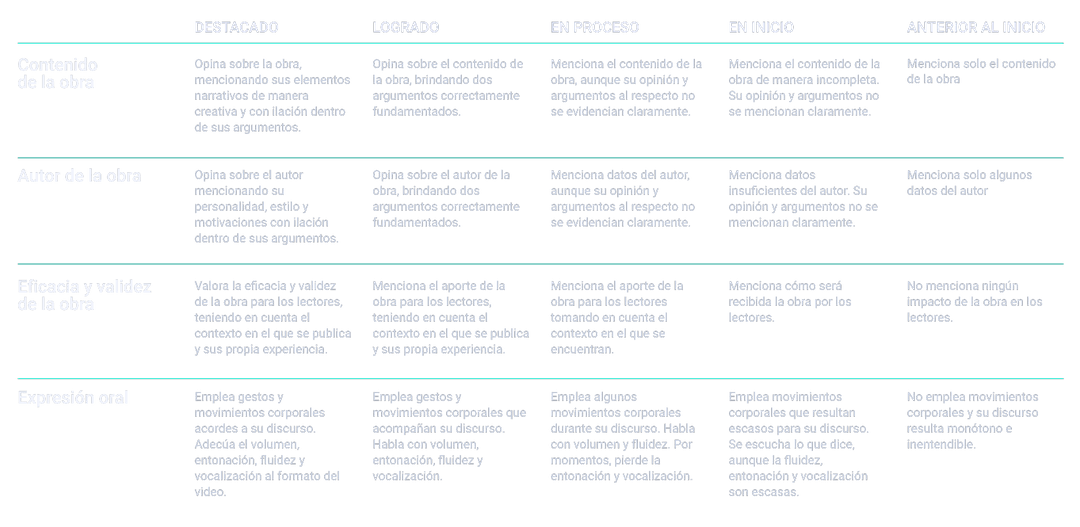 DESTACADO LOGRADO EN PROCESO EN INICIO ANTERIOR AL INICIO
Contenido
de la obra
Opina sobre la obra,
mencionando sus elementos
narrativos de manera
creativa y con ilación dentro
de sus argumentos.
Opina sobre el contenido de
la obra, brindando dos
argumentos correctamente
fundamentados.
Menciona el contenido de la
obra, aunque su opinión y
argumentos al respecto no
se evidencian claramente.
Menciona el contenido de la
obra de manera incompleta.
Su opinión y argumentos no
se mencionan claramente.
Menciona solo el contenido
de la obra
Autor de la obra
Opina sobre el autor
mencionando su
personalidad, estilo y
motivaciones con ilación
dentro de sus argumentos.
Opina sobre el autor de la
obra, brindando dos
argumentos correctamente
fundamentados.
Menciona datos del autor,
aunque su opinión y
argumentos al respecto no
se evidencian claramente.
Menciona datos
insuficientes del autor. Su
opinión y argumentos no se
mencionan claramente.
Menciona solo algunos
datos del autor
Eficacia y validez
de la obra
Valora la eficacia y validez
de la obra para los lectores,
teniendo en cuenta el
contexto en el que se publica
y sus propia experiencia.
Menciona el aporte de la
obra para los lectores,
teniendo en cuenta el
contexto en el que se publica
y sus propia experiencia.
Menciona el aporte de la
obra para los lectores
tomando en cuenta el
contexto en el que se
encuentran.
Menciona cómo será
recibida la obra por los
lectores.
No menciona ningún
impacto de la obra en los
lectores.
Expresión oral
Emplea gestos y
movimientos corporales
acordes a su discurso.
Adecúa el volumen,
entonación, fluidez y
vocalización al formato del
video.
Emplea gestos y
movimientos corporales que
acompañan su discurso.
Habla con volumen,
entonación, fluidez y
vocalización.
Emplea algunos
movimientos corporales
durante su discurso. Habla
con volumen y fluidez. Por
momentos, pierde la
entonación y vocalización.
Emplea movimientos
corporales que resultan
escasos para su discurso.
Se escucha lo que dice,
aunque la fluidez,
entonación y vocalización
son escasas.
No emplea movimientos
corporales y su discurso
resulta monótono e
inentendible.